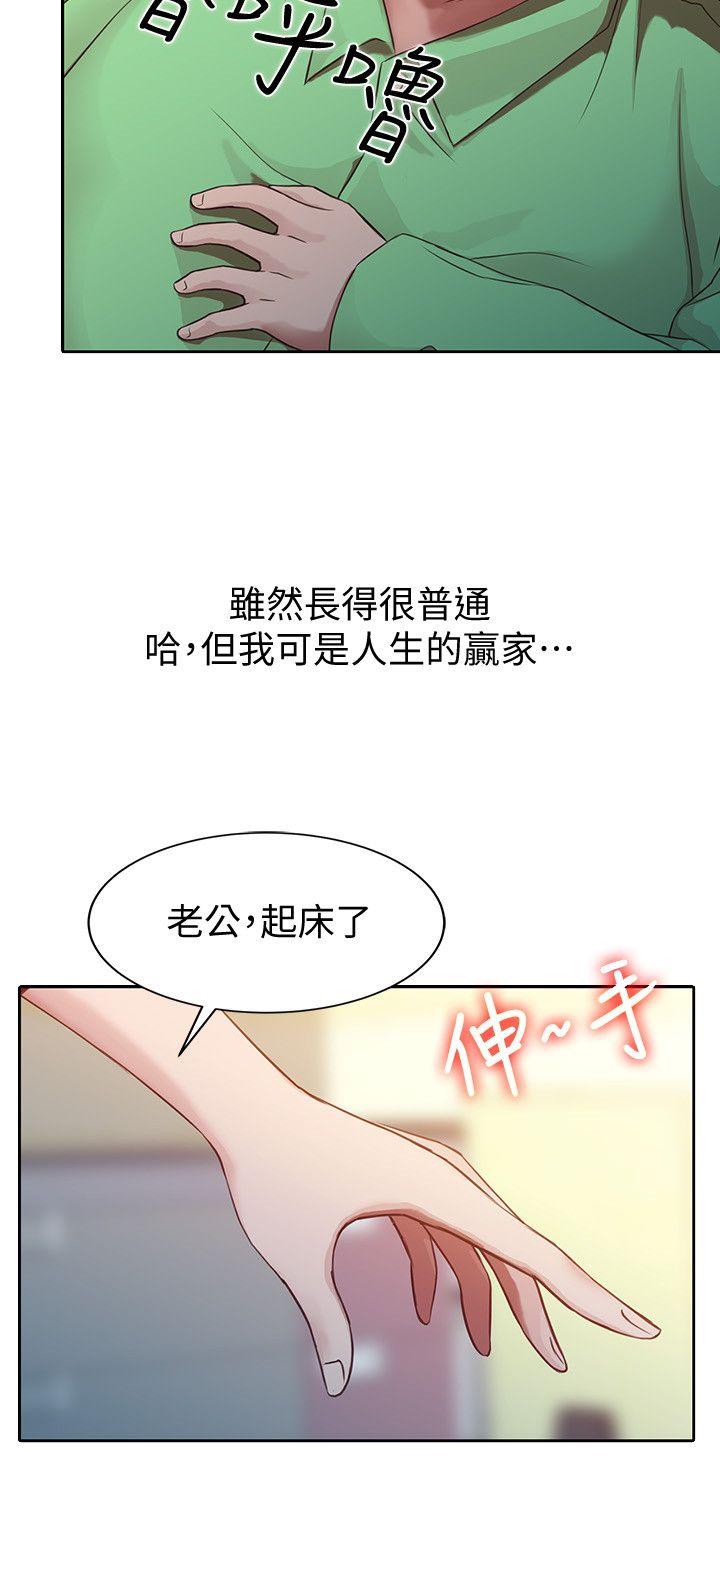 呼嚕
雖然長得很普通
哈，但我可是人生的贏家⋯
老公，起床了
伸~手